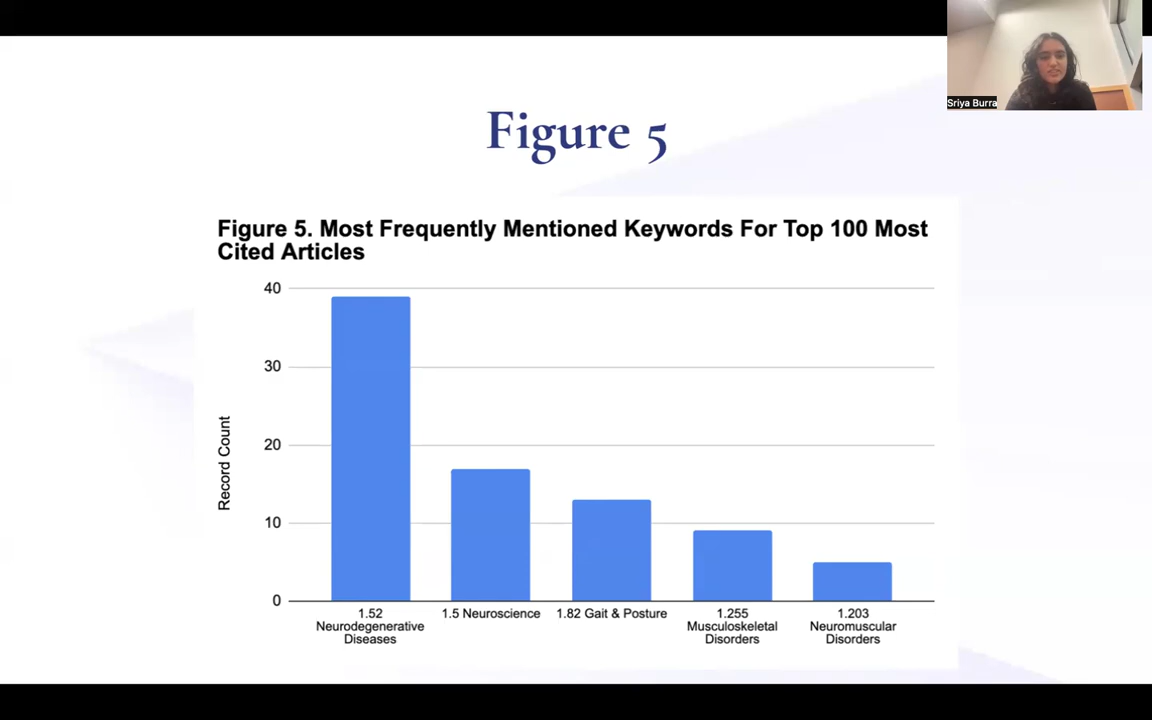 Sriya Burra
Figure 5
Figure 5. Most Frequently Mentioned Keywords For Top 100 Most
Cited Articles
40
30
20
10
0
Record Count
1.52
Neurodegenerative
Diseases
1.5 Neuroscience
1.82 Gait & Posture
1.255
Musculoskeletal
Disorders
1.203
Neuromuscular
Disorders